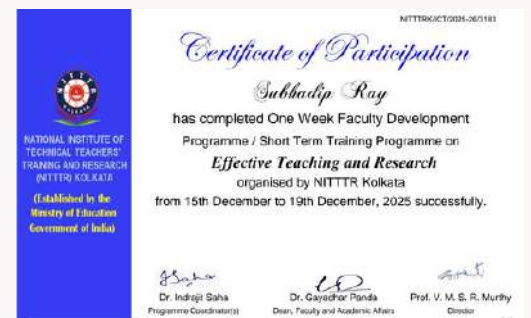 NITTTRK/ICT/2025-26/3183
Certificate of Participation
Subhadip Ray
has completed One Week Faculty Development
Programme / Short Term Training Programme on
Effective Teaching and Research
organised by NITTTR Kolkata
from 15th December to 19th December, 2025 successfully.
NITTTR
KOLKATA
NATIONAL INSTITUTE OF
TECHNICAL TEACHERS'
TRAINING AND RESEARCH
(NITTTR) KOLKATA
(Established by the
Ministry of Education
Government of India)
Dr. Indrajit Saha
Programme Coordinator(s)
Dr. Gayadhar Panda
Dean, Faculty and Academic Affairs
Prof. V. M. S. R. Murthy
Director